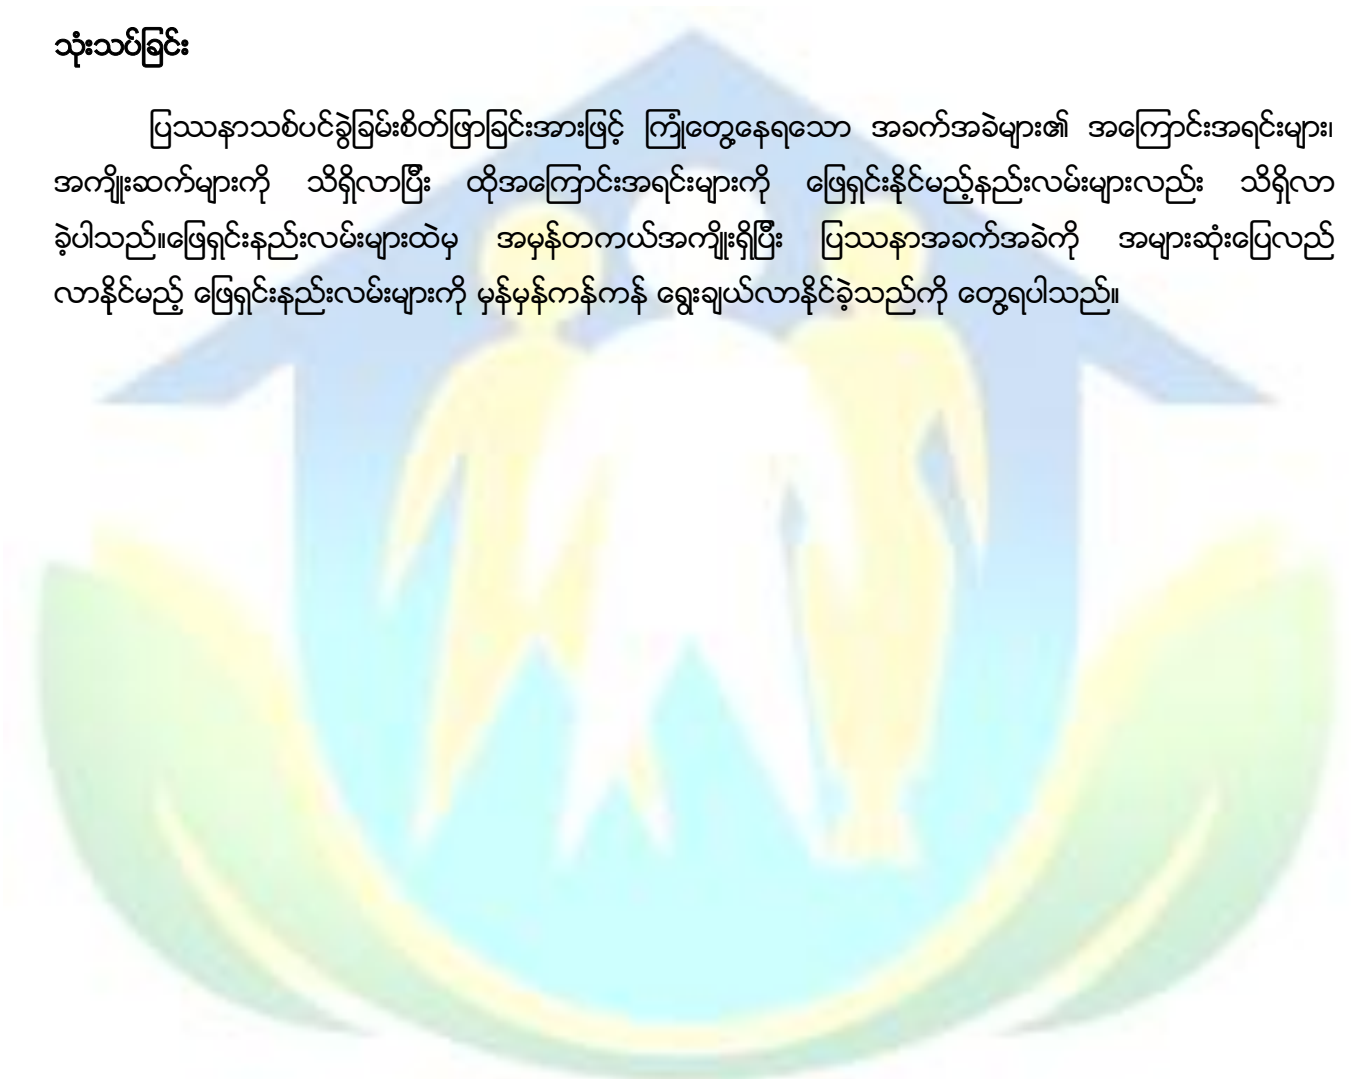 သုံးသပ်ခြင်း
ပြဿနာသစ်ပင်ခွဲခြမ်းစိတ်ဖြာခြင်းအားဖြင့် ကြုံတွေ့နေရသော အခက်အခဲများ၏ အကြောင်းအရင်းများ၊
အကျိုးဆက်များကို သိရှိလာပြီး ထိုအကြောင်းအရင်းများကို ဖြေရှင်းနိုင်မည့်နည်းလမ်းများလည်း သိရှိလာ
ခဲ့ပါသည်။ဖြေရှင်းနည်းလမ်းများထဲမှ အမှန်တကယ်အကျိုးရှိပြီး ပြဿနာအခက်အခဲကို အများဆုံးပြေလည်
လာနိုင်မည့် ဖြေရှင်းနည်းလမ်းများကို မှန်မှန်ကန်ကန် ရွေးချယ်လာနိုင်ခဲ့သည်ကို တွေ့ရပါသည်။